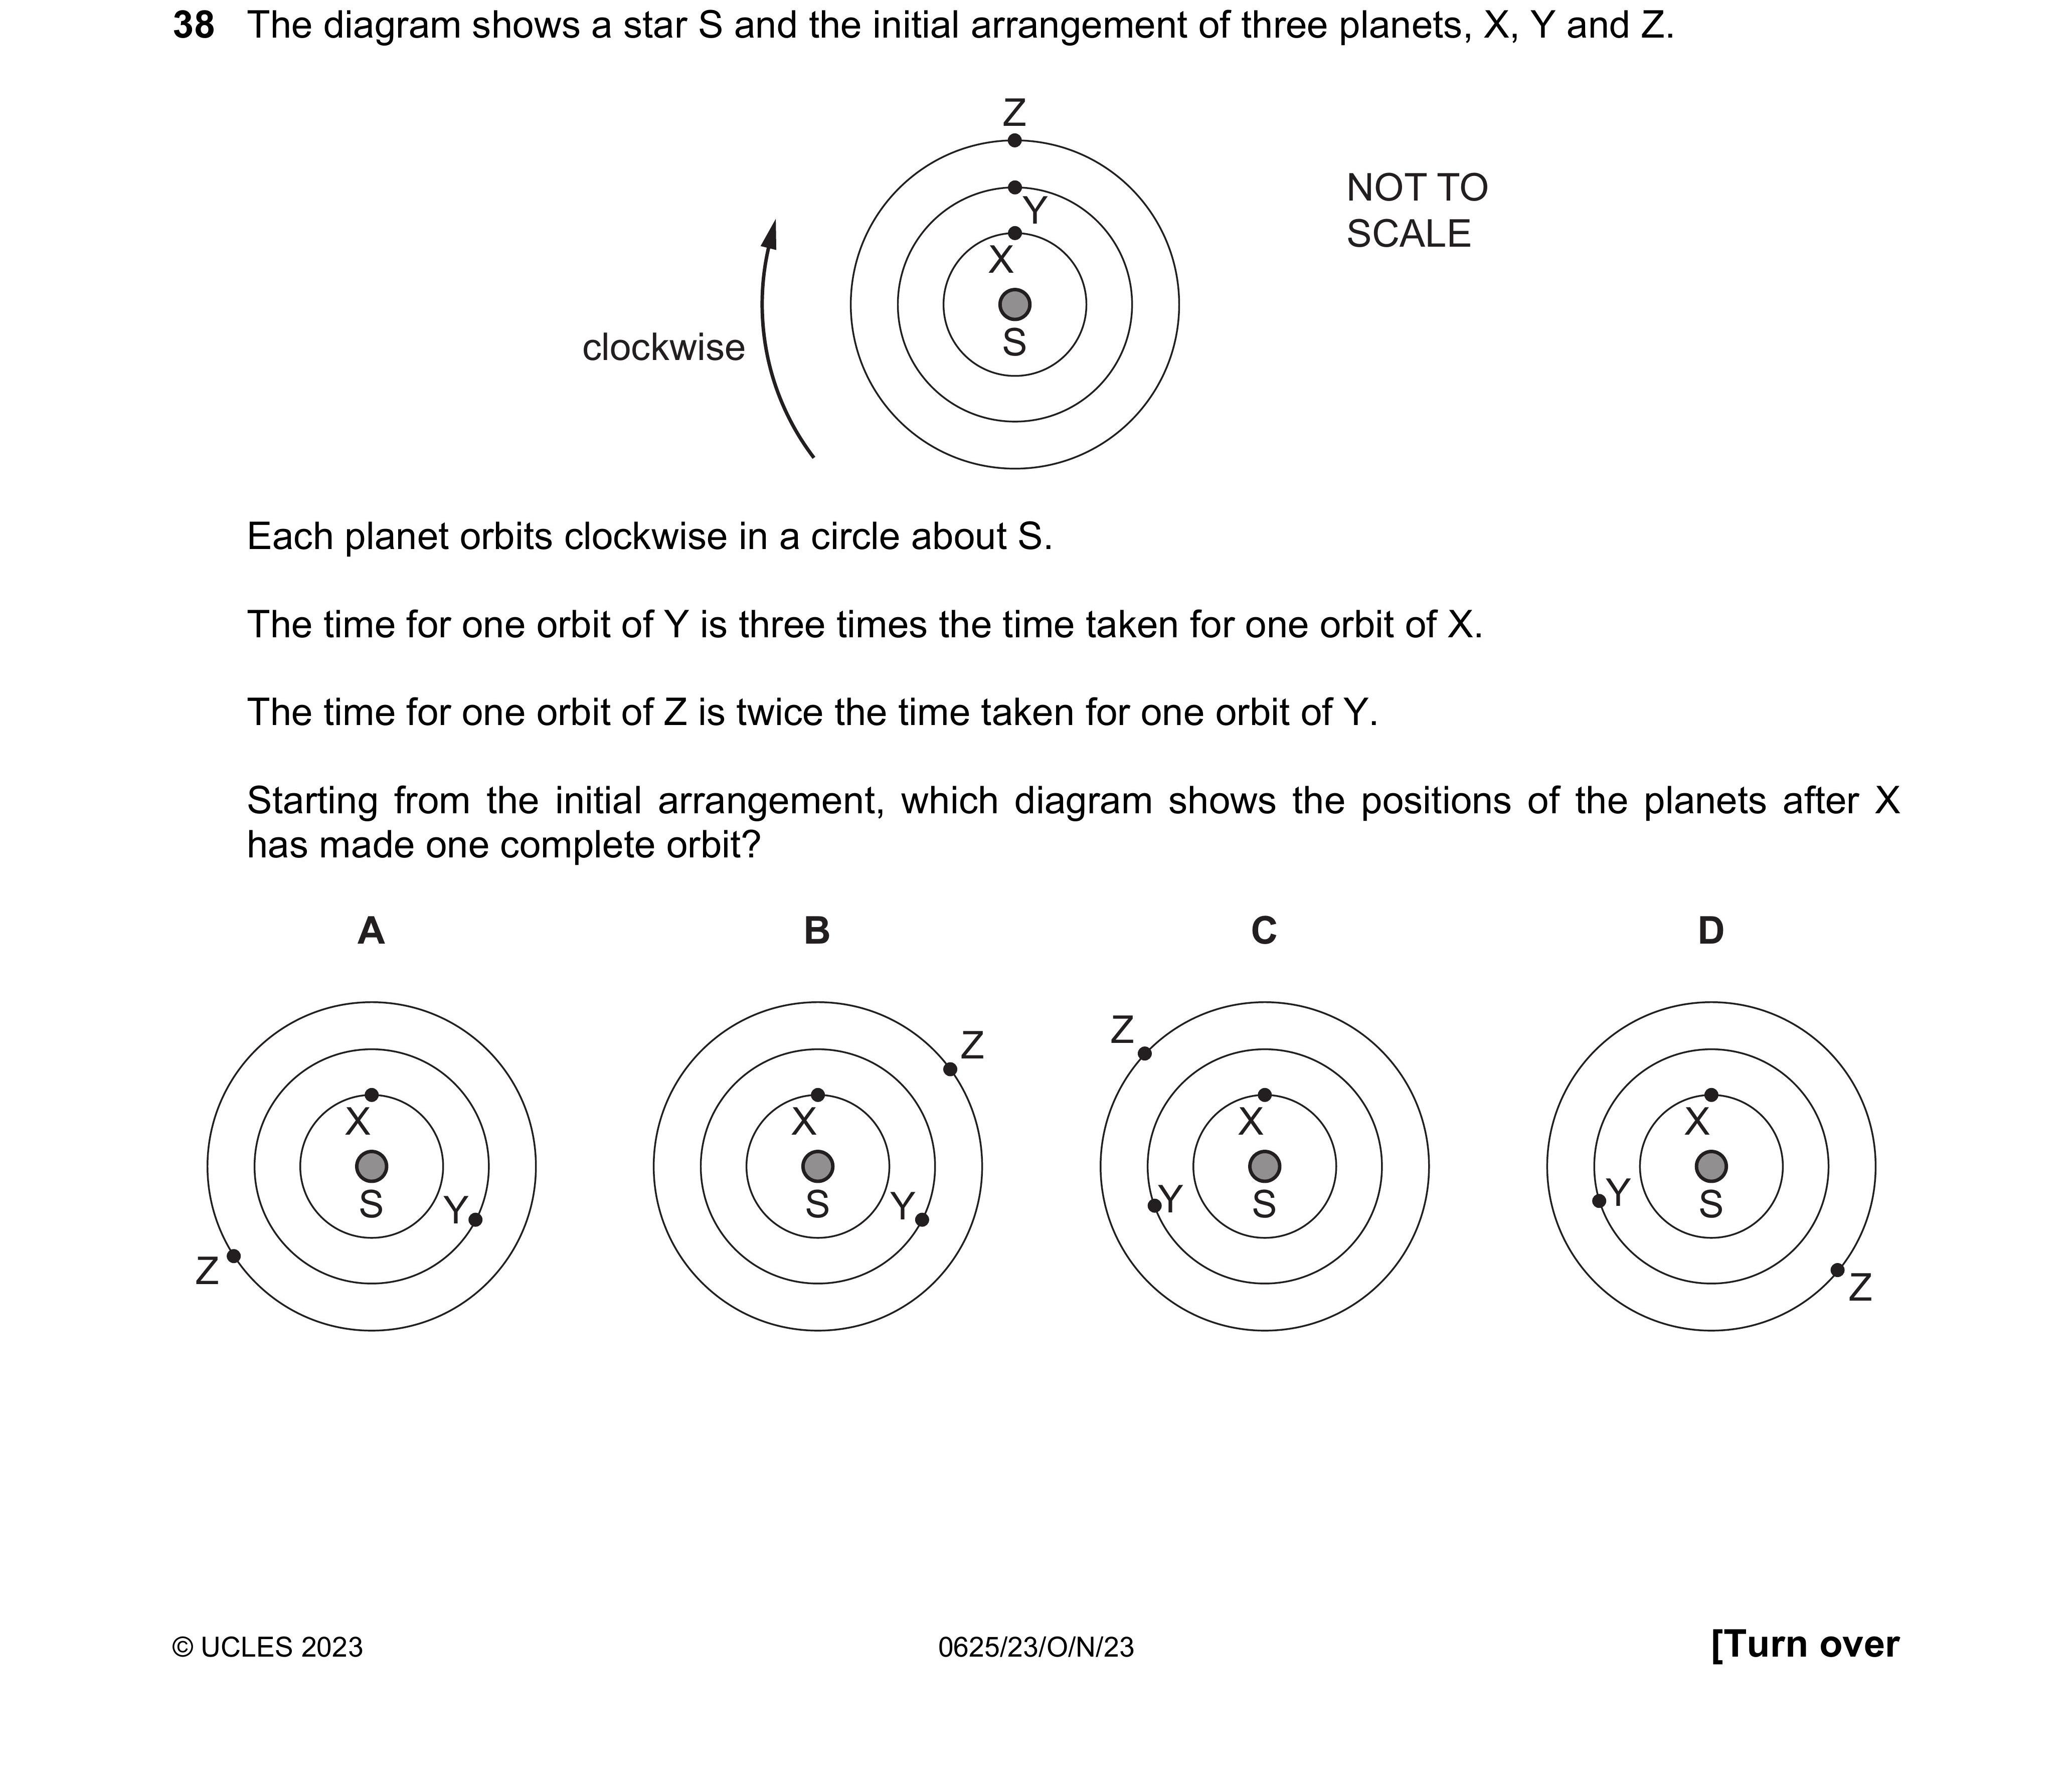 38 The diagram shows a star S and the initial arrangement of three planets, X, Y and Z.
Z
Y
X
S
clockwise
NOT TO
SCALE
Each planet orbits clockwise in a circle about S.
The time for one orbit of Y is three times the time taken for one orbit of X.
The time for one orbit of Z is twice the time taken for one orbit of Y.
Starting from the initial arrangement, which diagram shows the positions of the planets after X
has made one complete orbit?
A B C D
X
S
Y
Z
Z
X
S
Y
Z
X
S
Y
X
S
Y
Z
© UCLES 2023 0625/23/O/N/23 [Turn over